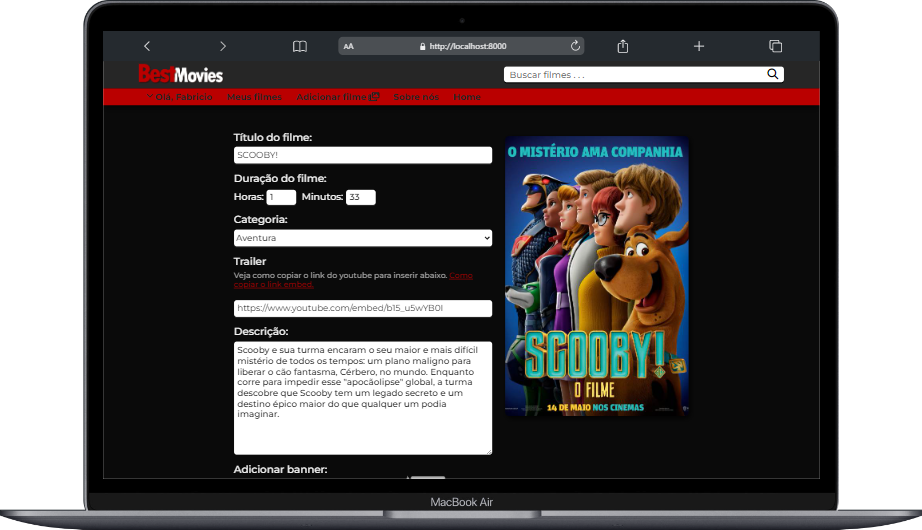 AA http://localhost:8000
BestMovies
Buscar filmes . . .
Olá, Fabrício Meus filmes Adicionar filme Sobre nós Home
Título do filme:
SCOOBY!
Duração do filme:
Horas: 1 Minutos: 33
Categoria:
Aventura
Trailer
Veja como copiar o link do youtube para inserir abaixo. Como
copiar o link embed.
https://www.youtube.com/embed/b15_u5wYB0I
Descrição:
Scooby e sua turma encaram o seu maior e mais difícil
mistério de todos os tempos: um plano maligno para
liberar o cão fantasma, Cérbero, no mundo. Enquanto
corre para impedir esse "apocãolipse" global, a turma
descobre que Scooby tem um legado secreto e um
destino épico maior do que qualquer um podia
imaginar.
Adicionar banner:
O MISTÉRIO AMA COMPANHIA
SCOOBY!
O FILME
14 DE MAIO NOS CINEMAS
MacBook Air